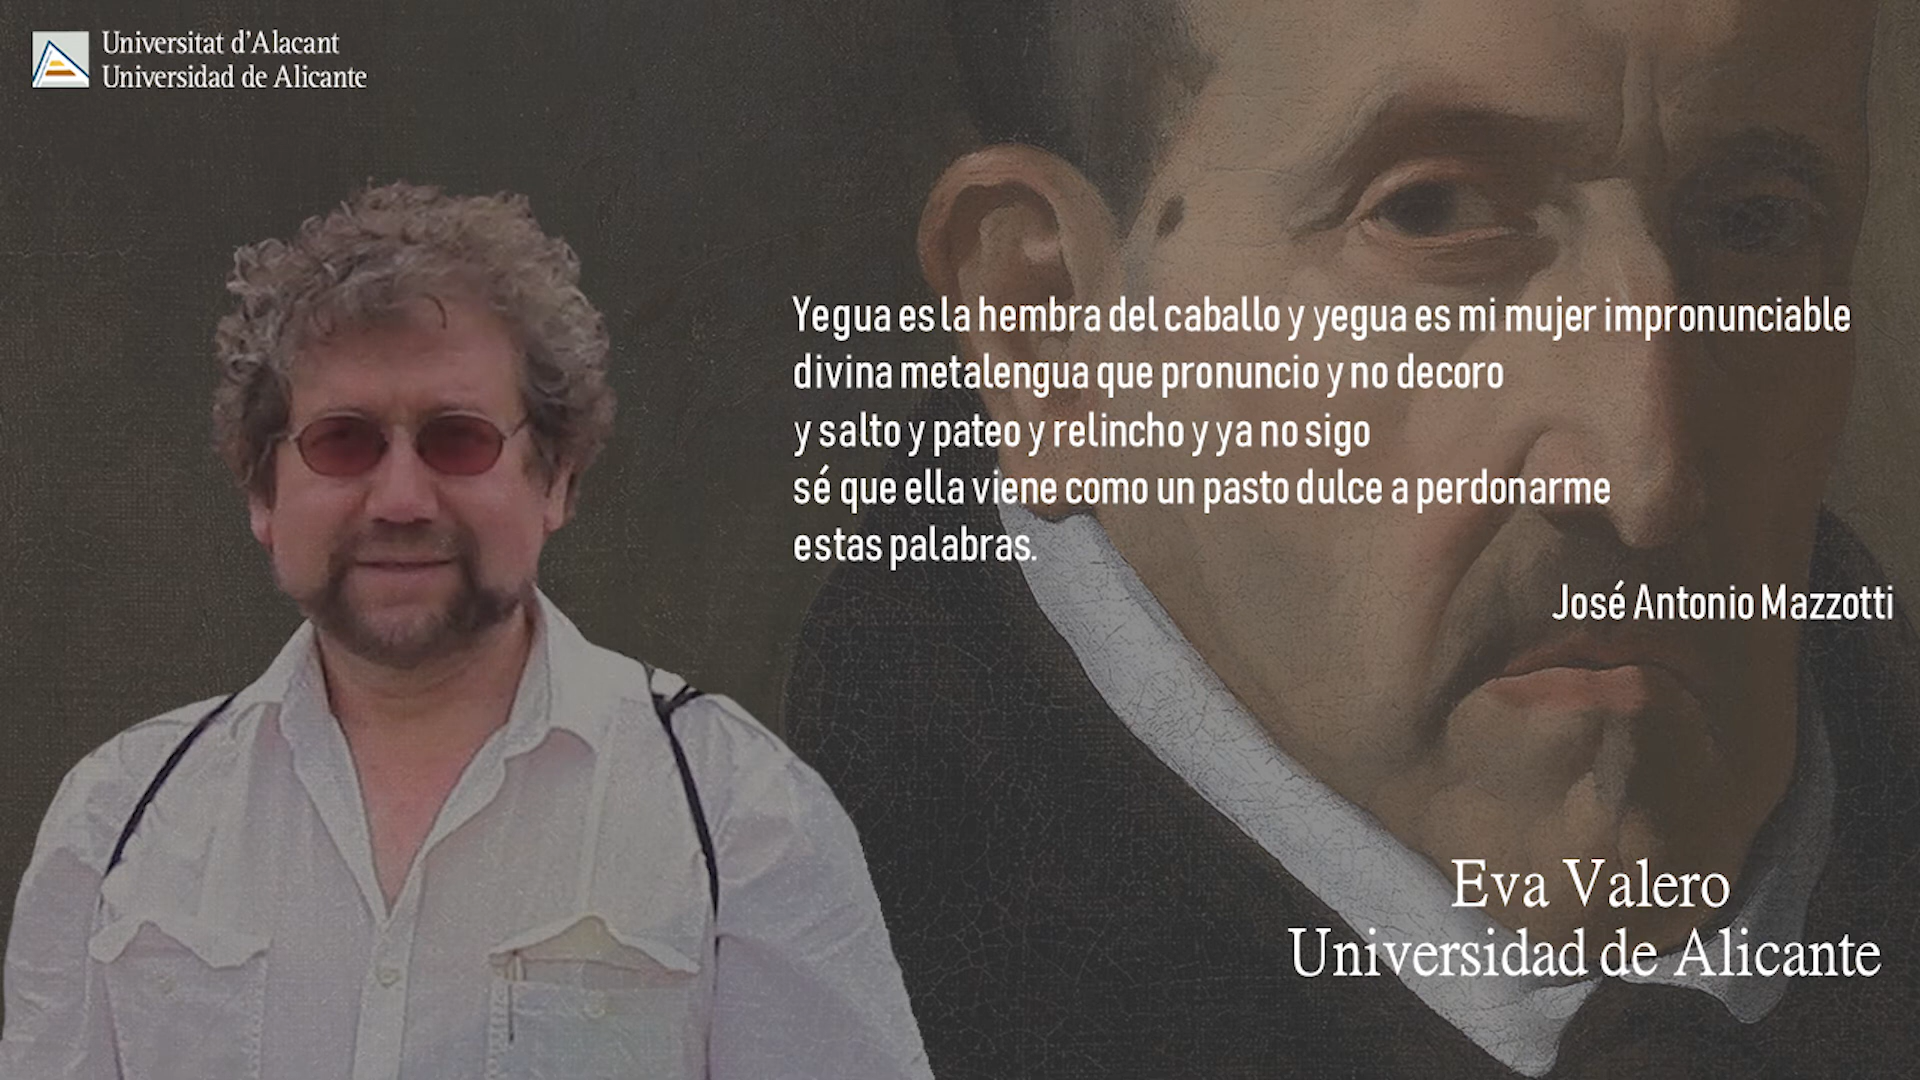 Universitat d'Alacant
Universidad de Alicante
Yegua es la hembra del caballo y yegua es mi mujer impronunciable
divina metalengua que pronuncio y no decoro
y salto y pateo y relincho y ya no sigo
sé que ella viene como un pasto dulce a perdonarme
estas palabras.
José Antonio Mazzotti
Eva Valero
Universidad de Alicante